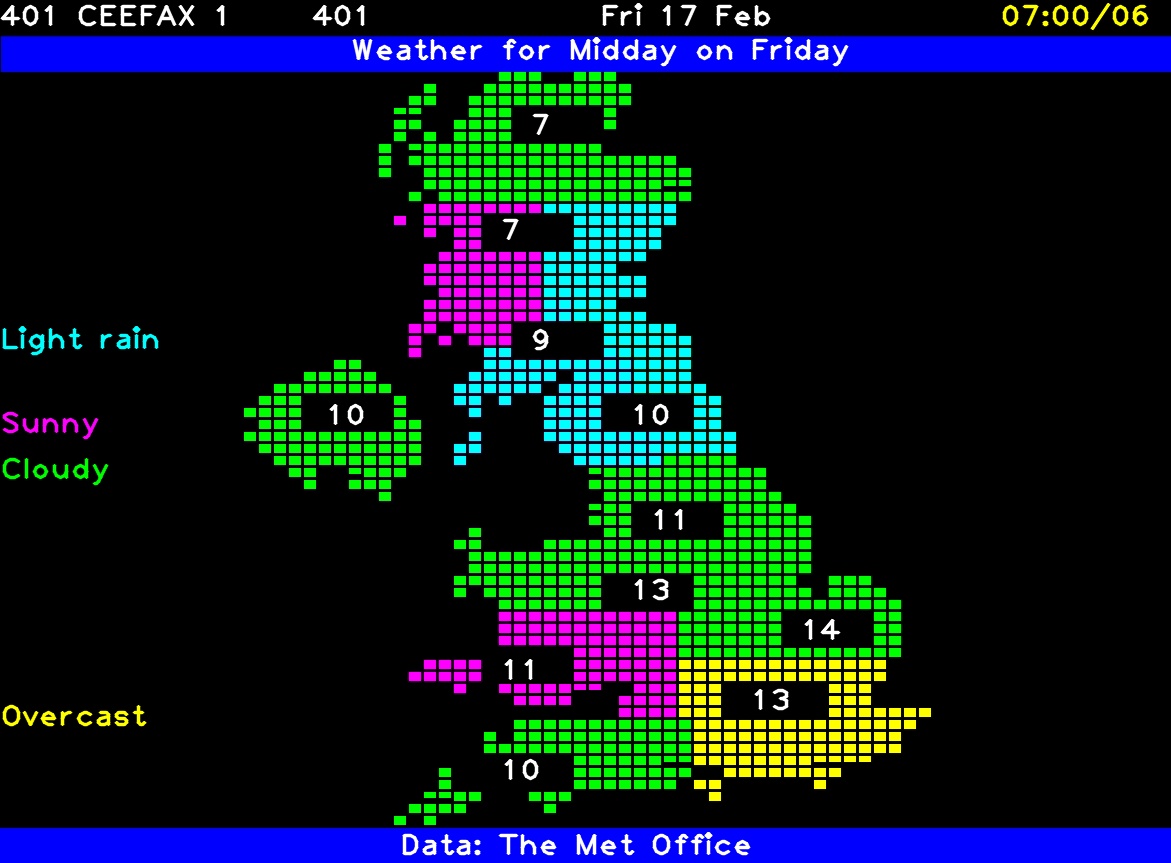 401 CEEFAX 1 401 Fri 17 Feb 07:00/06
Weather for Midday on Friday
7
7
Light rain 9
10 10
Sunny
Cloudy
11
13
14
11
13
Overcast
10
Data: The Met Office